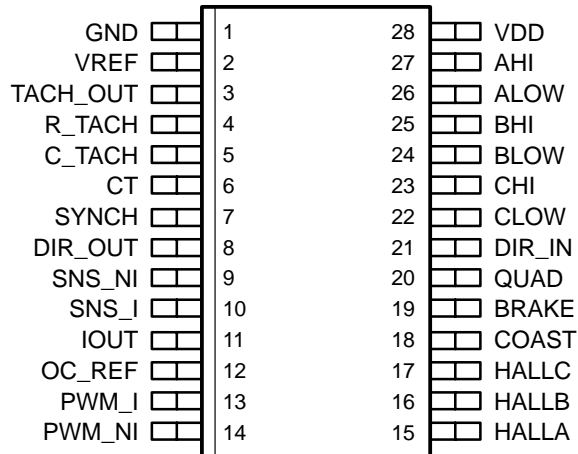 GND 1 28 VDD
VREF 2 27 AHI
TACH_OUT 3 26 ALOW
R_TACH 4 25 BHI
C_TACH 5 24 BLOW
CT 6 23 CHI
SYNCH 7 22 CLOW
DIR_OUT 8 21 DIR_IN
SNS_NI 9 20 QUAD
SNS_I 10 19 BRAKE
IOUT 11 18 COAST
OC_REF 12 17 HALLC
PWM_I 13 16 HALLB
PWM_NI 14 15 HALLA